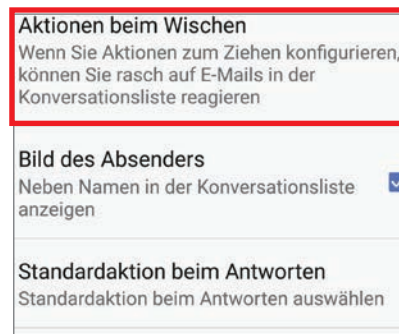 Aktionen beim Wischen
Wenn Sie Aktionen zum Ziehen konfigurieren,
können Sie rasch auf E-Mails in der
Konversationsliste reagieren
Bild des Absenders
Neben Namen in der Konversationsliste
anzeigen
Standardaktion beim Antworten
Standardaktion beim Antworten auswählen